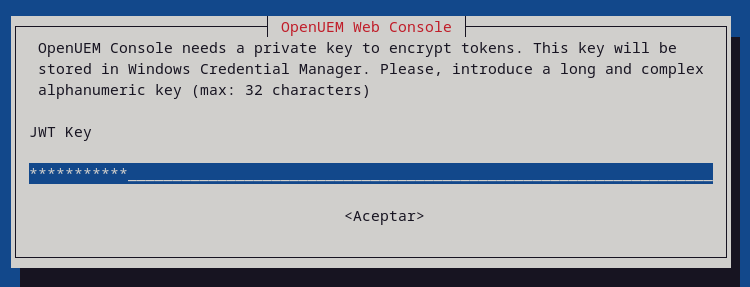 OpenUEM Web Console
OpenUEM Console needs a private key to encrypt tokens. This key will be
stored in Windows Credential Manager. Please, introduce a long and complex
alphanumeric key (max: 32 characters)
JWT Key
***********_________________________________________________________________
<Aceptar>